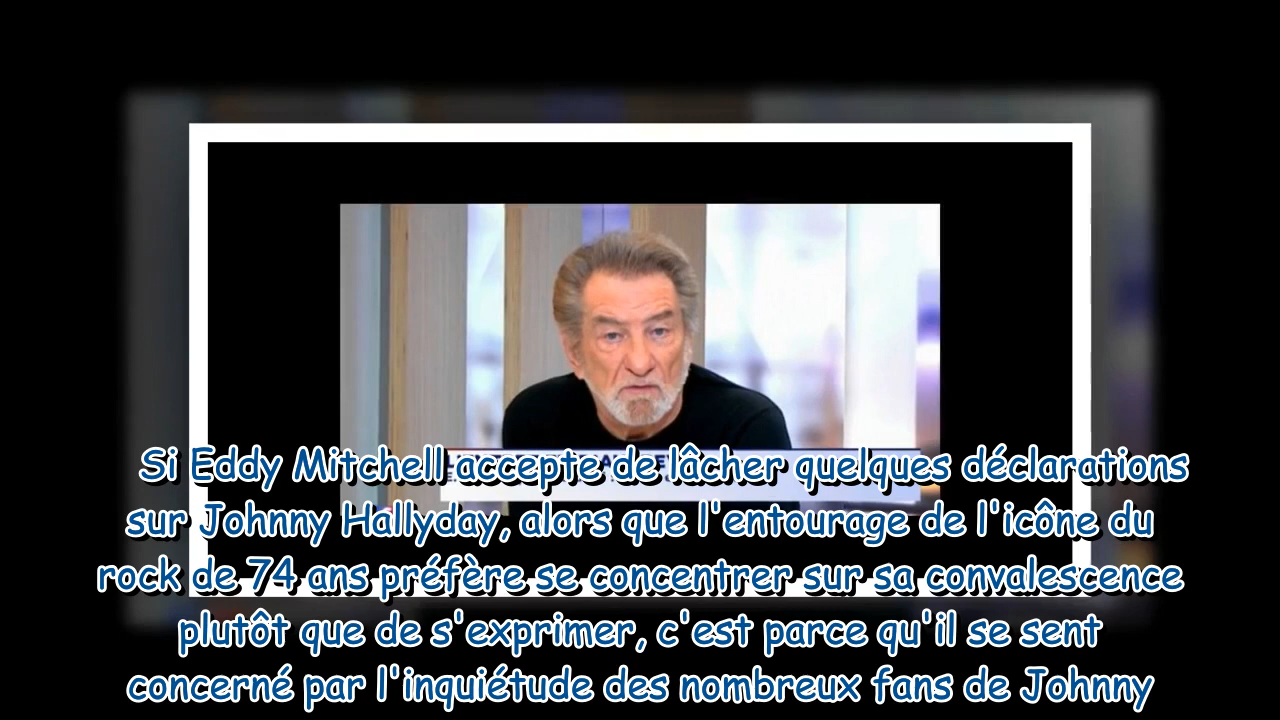 Si Eddy Mitchell accepte de lâcher quelques déclarations
sur Johnny Hallyday, alors que l'entourage de l'icône du
rock de 74 ans préfère se concentrer sur sa convalescence
plutôt que de s'exprimer, c'est parce qu'il se sent
concerné par l'inquiétude des nombreux fans de Johnny